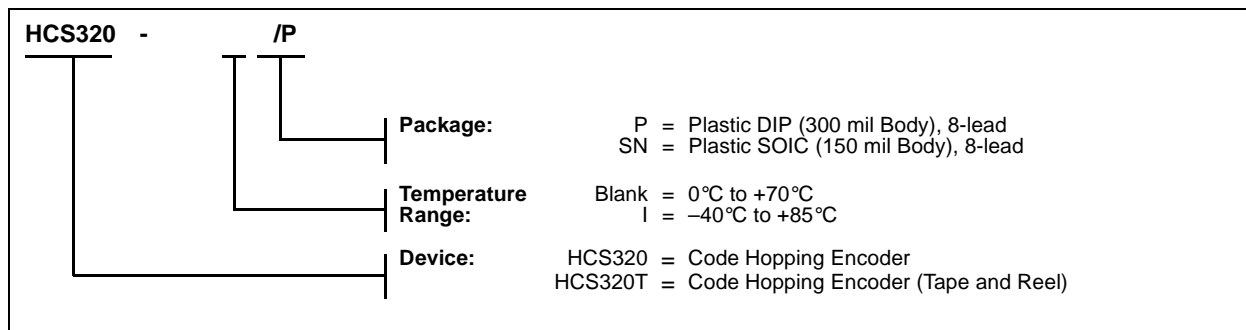 HCS320 - /P
Package: P = Plastic DIP (300 mil Body), 8-lead
SN = Plastic SOIC (150 mil Body), 8-lead
Temperature Blank = 0°C to +70°C
Range: I = –40°C to +85°C
Device: HCS320 = Code Hopping Encoder
HCS320T = Code Hopping Encoder (Tape and Reel)